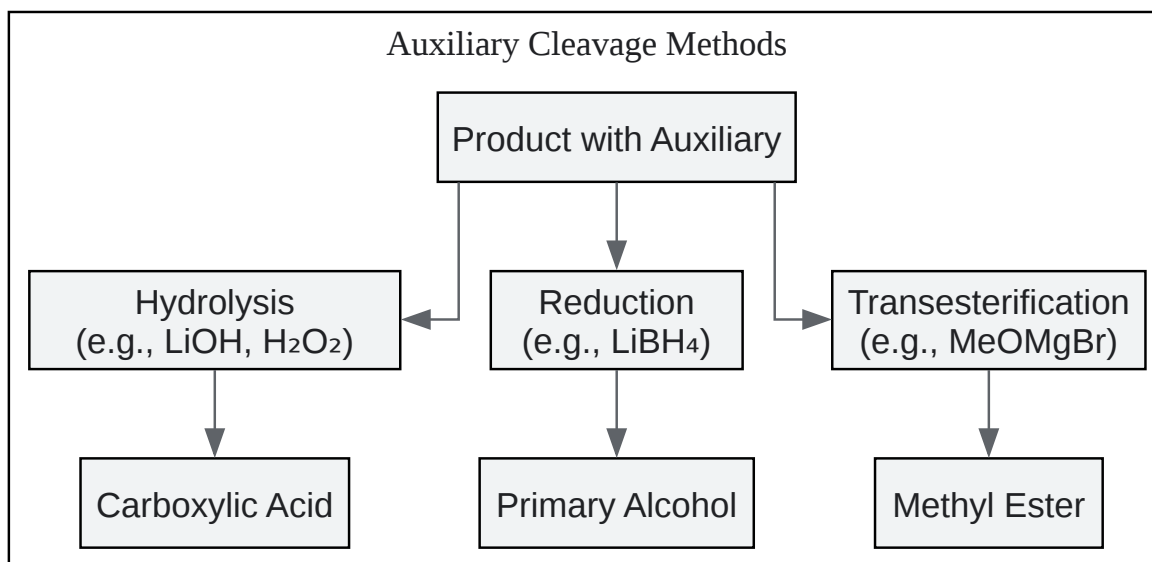 Auxiliary Cleavage Methods
Product with Auxiliary
Hydrolysis
(e.g., LiOH, H₂O₂)
Reduction
(e.g., LiBH₄)
Transesterification
(e.g., MeOMgBr)
Carboxylic Acid
Primary Alcohol
Methyl Ester